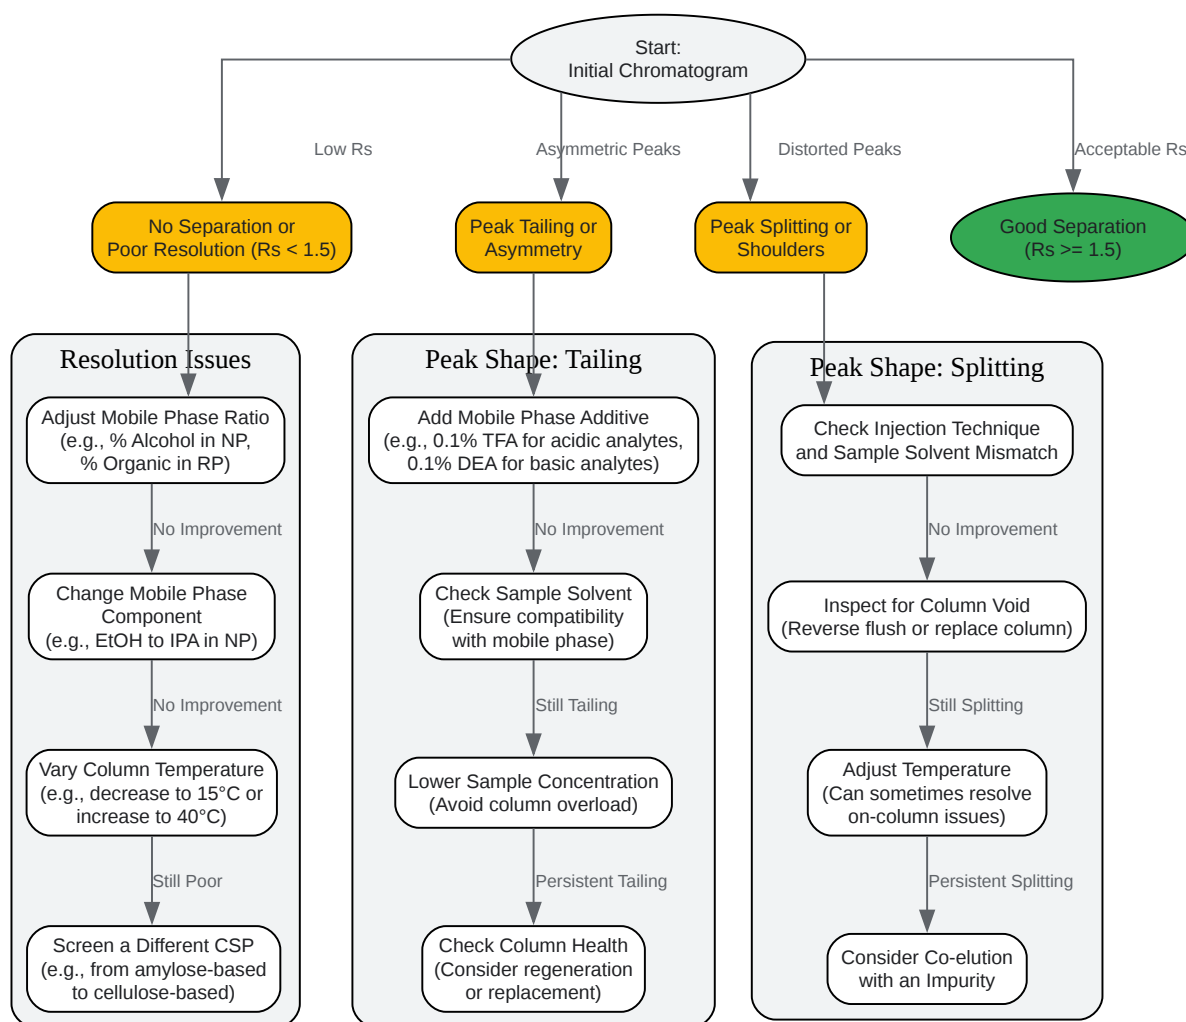 Start:
Initial Chromatogram
Low Rs
Asymmetric Peaks
Distorted Peaks
Acceptable Rs
No Separation or
Poor Resolution (Rs < 1.5)
Peak Tailing or
Asymmetry
Peak Splitting or
Shoulders
Good Separation
(Rs >= 1.5)
Resolution Issues
Adjust Mobile Phase Ratio
(e.g., % Alcohol in NP,
% Organic in RP)
No Improvement
Change Mobile Phase
Component
(e.g., EtOH to IPA in NP)
No Improvement
Vary Column Temperature
(e.g., decrease to 15°C or
increase to 40°C)
Still Poor
Screen a Different CSP
(e.g., from amylose-based
to cellulose-based)
Peak Shape: Tailing
Add Mobile Phase Additive
(e.g., 0.1% TFA for acidic analytes,
0.1% DEA for basic analytes)
No Improvement
Check Sample Solvent
(Ensure compatibility
with mobile phase)
Still Tailing
Lower Sample Concentration
(Avoid column overload)
Persistent Tailing
Check Column Health
(Consider regeneration
or replacement)
Peak Shape: Splitting
Check Injection Technique
and Sample Solvent Mismatch
No Improvement
Inspect for Column Void
(Reverse flush or replace column)
Still Splitting
Adjust Temperature
(Can sometimes resolve
on-column issues)
Persistent Splitting
Consider Co-elution
with an Impurity